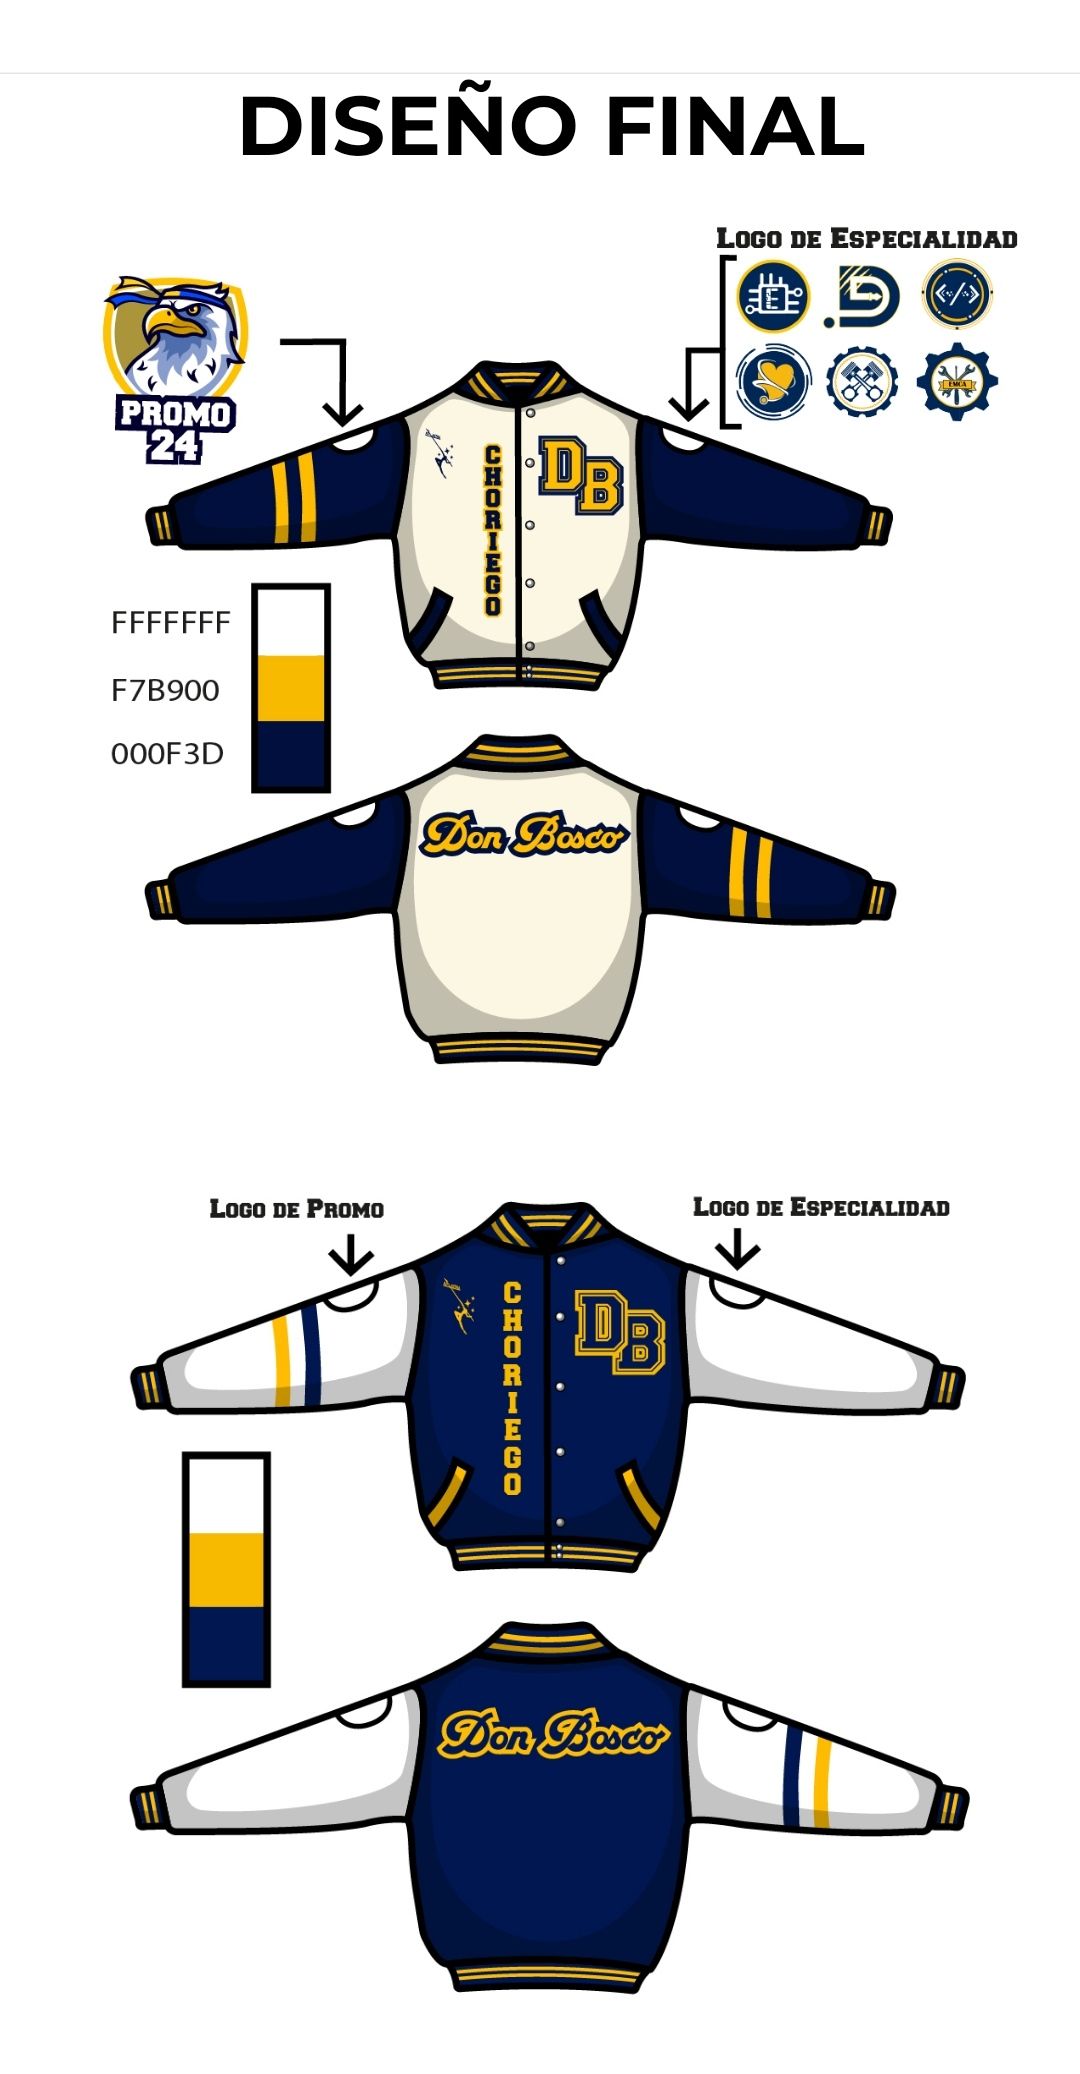 DISEÑO FINAL
LOGO DE ESPECIALIDAD
PROMO
24
EMCA
CHORIEGO
DB
FFFFFFF
F7B900
000F3D
Don Bosco
LOGO DE PROMO
LOGO DE ESPECIALIDAD
CHORIEGO
DB
Don Bosco